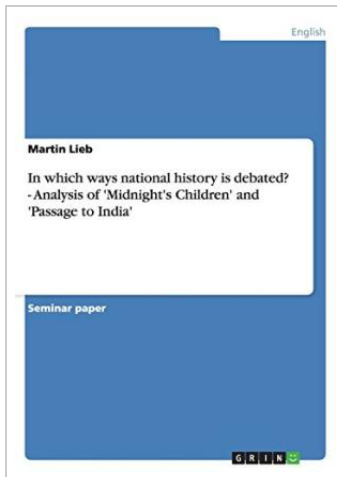 English
Martin Lieb
In which ways national history is debated?
- Analysis of 'Midnight's Children' and
'Passage to India'
Seminar paper
GRIN